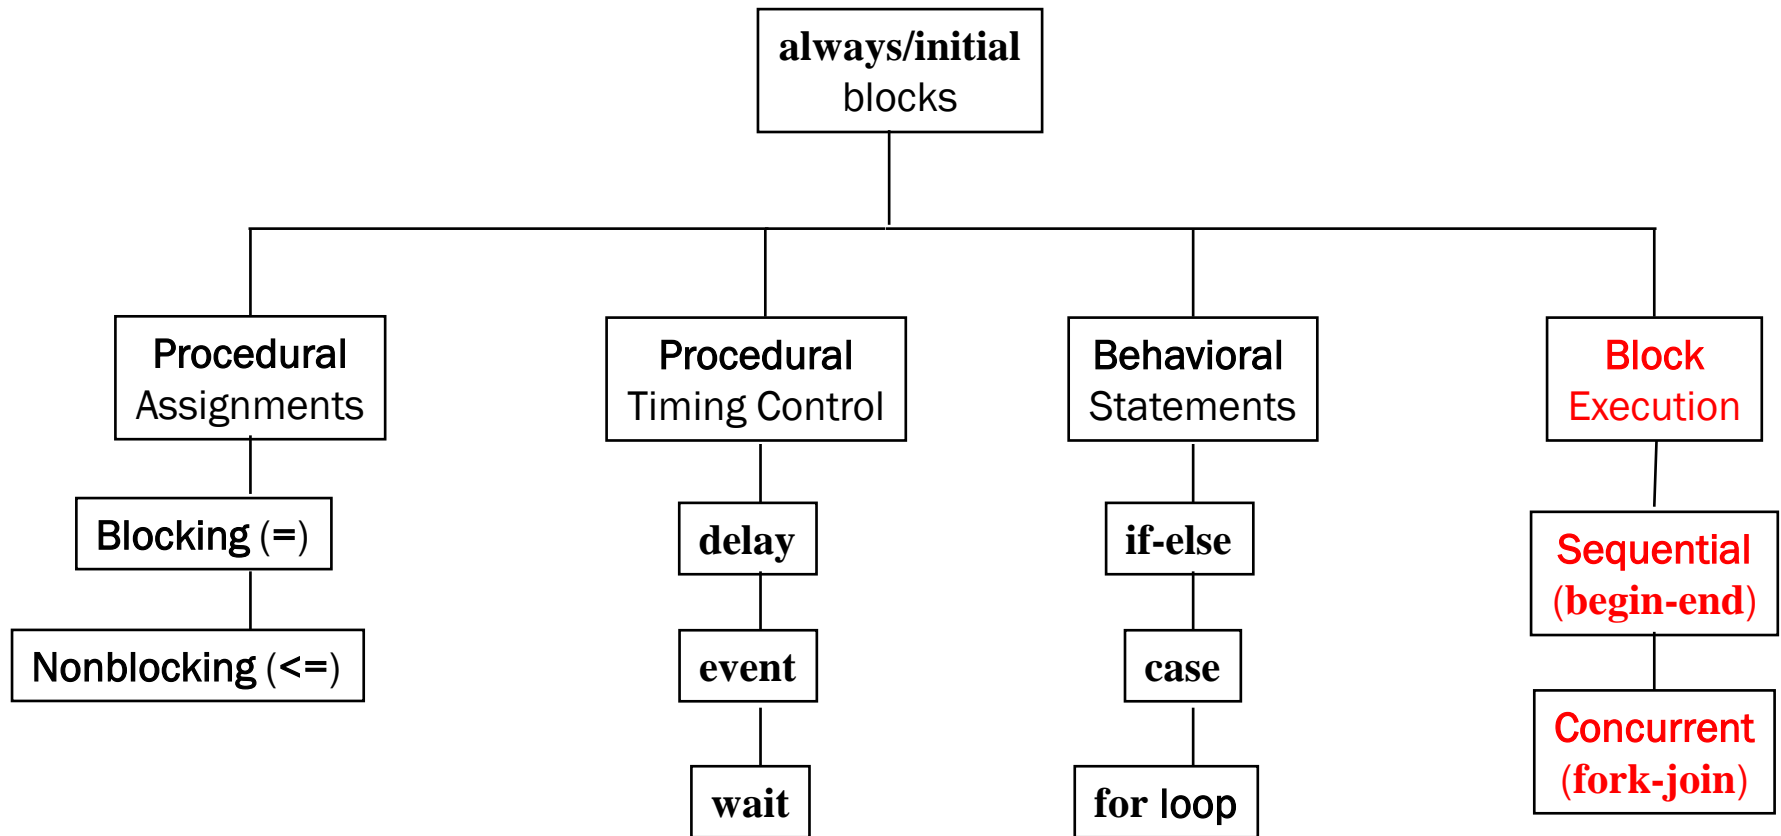 always/initial
blocks
Procedural
Assignments
Blocking (=)
Nonblocking (<=)
Procedural
Timing Control
delay
event
wait
Behavioral
Statements
if-else
case
for loop
Block
Execution
Sequential
(begin-end)
Concurrent
(fork-join)